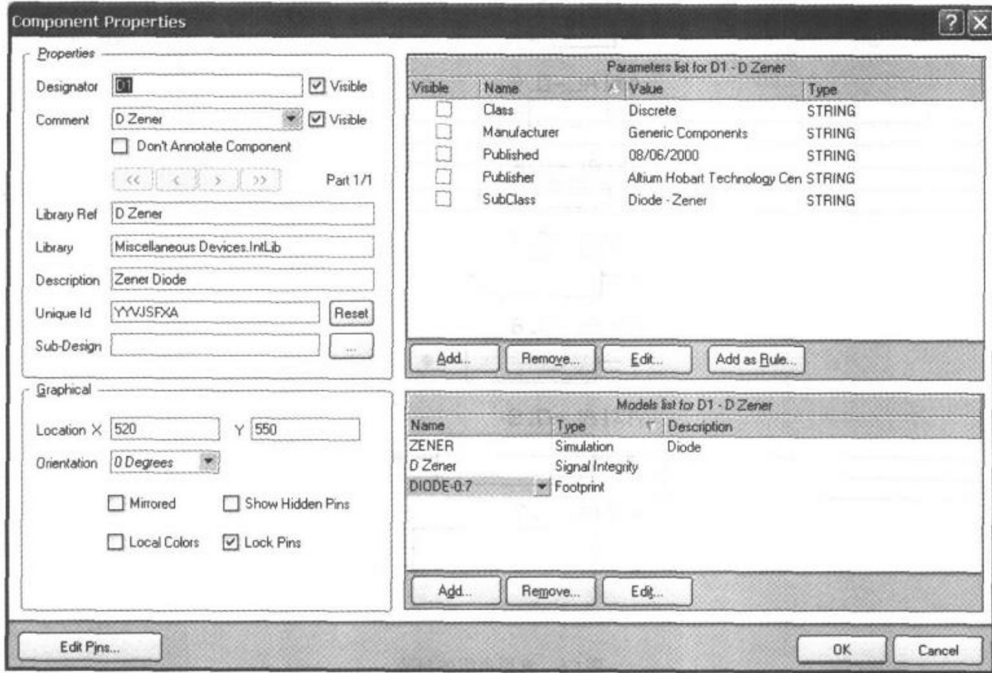 Component Properties
Properties
Designator D1 Visible
Comment D Zener Visible
Don't Annotate Component
<< < > >> Part 1/1
Library Ref D Zener
Library Miscellaneous Devices.IntLib
Description Zener Diode
Unique Id YYVJSFXA Reset
Sub-Design ...
Graphical
Location X 520 Y 550
Orientation 0 Degrees
Mirrored Show Hidden Pins
Local Colors Lock Pins
Parameters list for D1 - D Zener
Visible Name Value Type
Class Discrete STRING
Manufacturer Generic Components STRING
Published 08/06/2000 STRING
Publisher Altium Hobart Technology Cen STRING
SubClass Diode - Zener STRING
Add... Remove... Edit... Add as Rule...
Models list for D1 - D Zener
Name Type Description
ZENER Simulation Diode
D Zener Signal Integrity
DIODE-0.7 Footprint
Add... Remove... Edit...
Edit Pins... OK Cancel